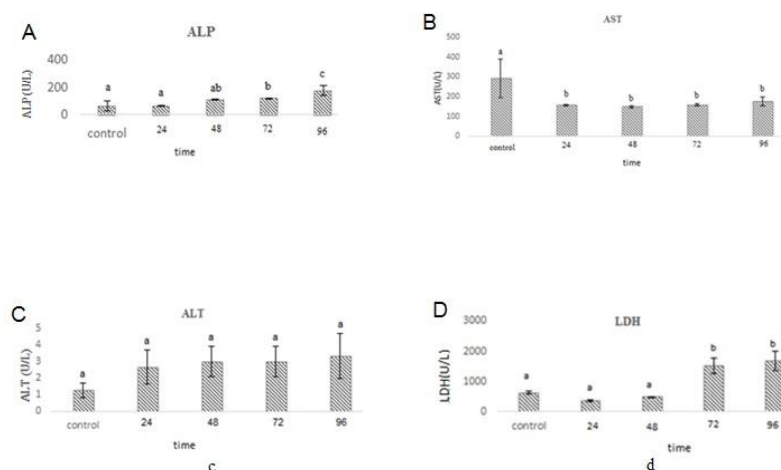 A
ALP
ALP (U/L)
400
200
0
a
a
ab
b
c
control
24
48
72
96
time
B
AST
AST(U/L)
500
400
300
200
100
0
a
b
b
b
b
control
24
48
72
96
time
C
ALT
ALT (U/L)
5
4
3
2
1
0
a
a
a
a
a
control
24
48
72
96
time
c
D
LDH
LDH(U/L)
3000
2000
1000
0
a
a
a
b
b
control
24
48
72
96
time
d